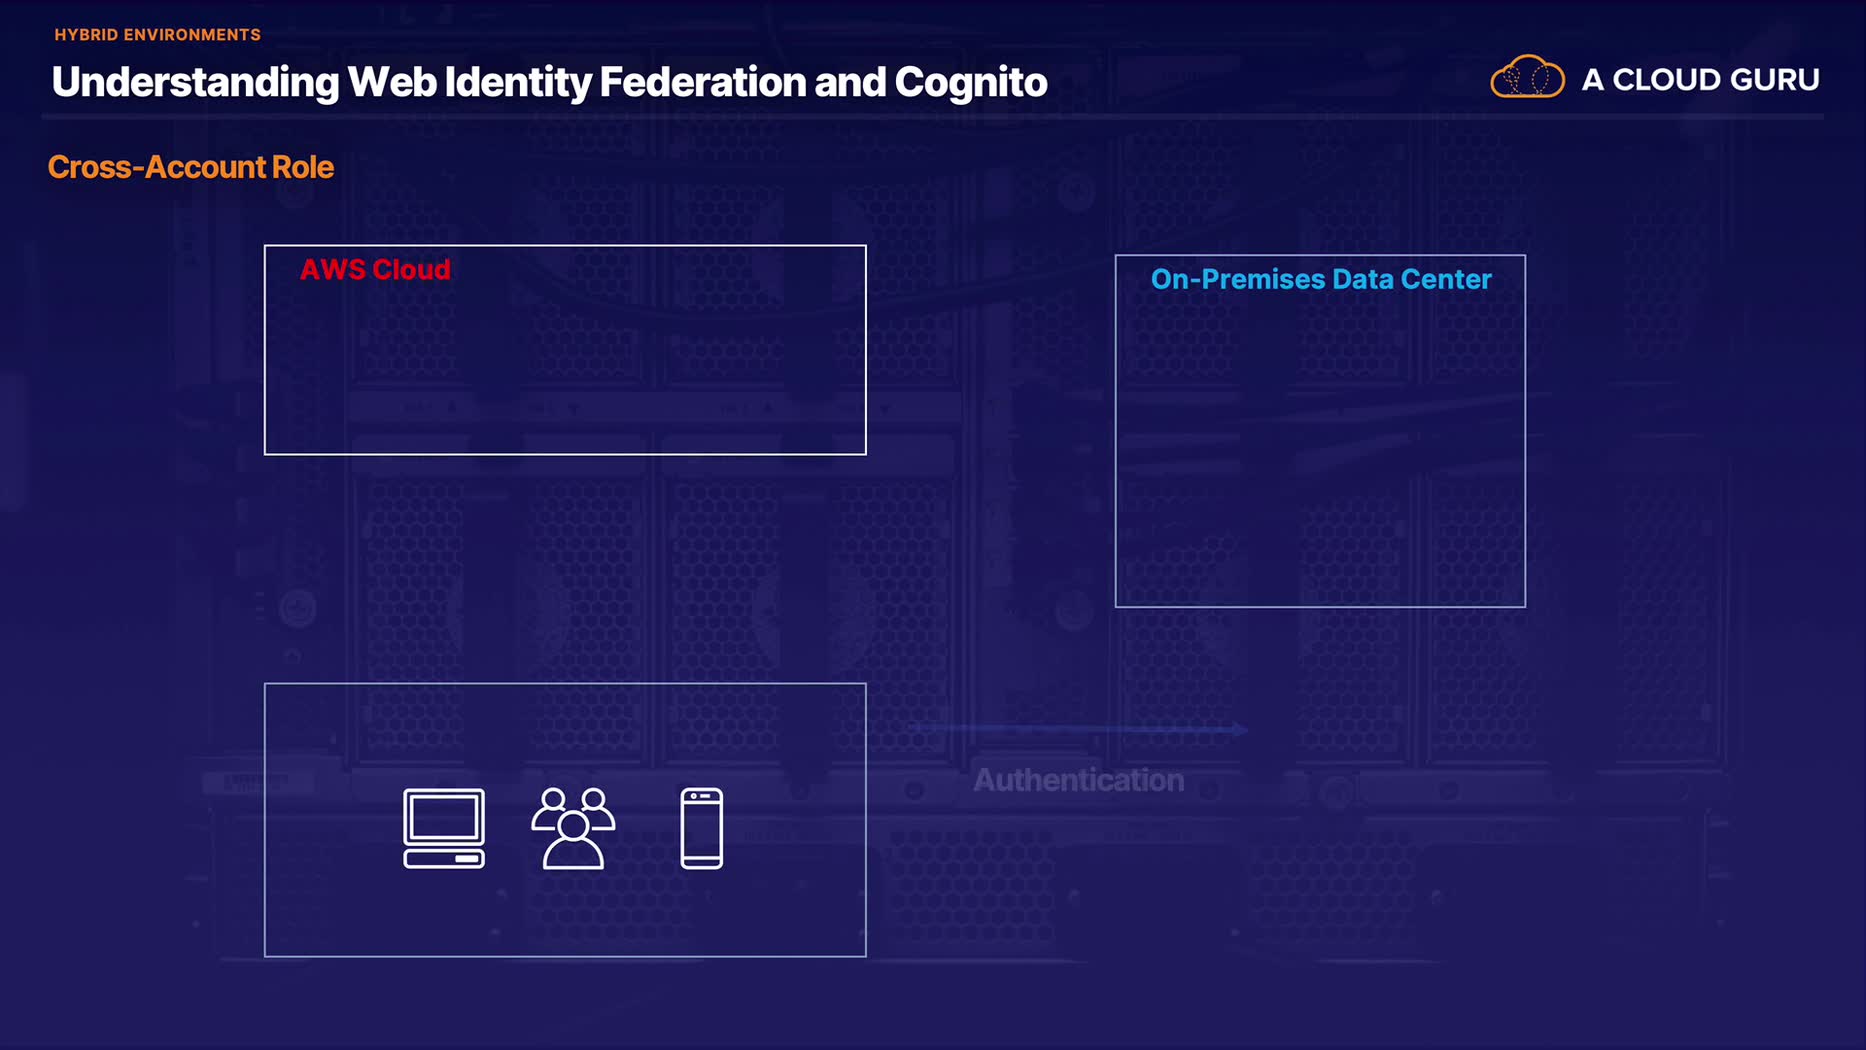 HYBRID ENVIRONMENTS
Understanding Web Identity Federation and Cognito
A CLOUD GURU
Cross-Account Role
AWS Cloud
On-Premises Data Center
Authentication